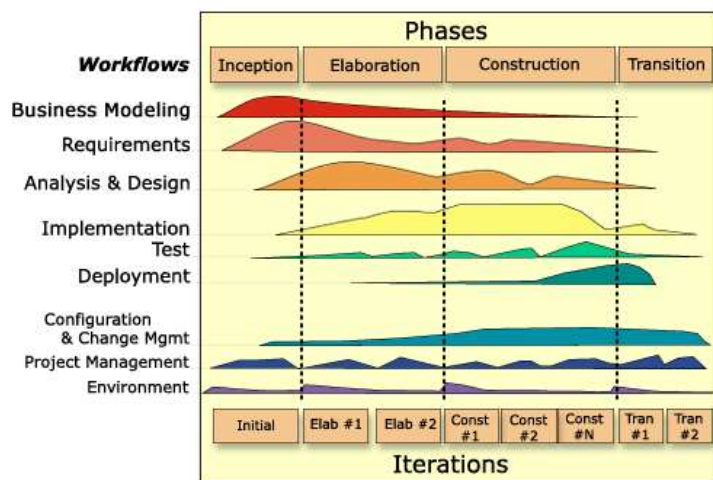 Phases
Workflows
Inception
Elaboration
Construction
Transition
Business Modeling
Requirements
Analysis & Design
Implementation
Test
Deployment
Configuration
& Change Mgmt
Project Management
Environment
Initial
Elab #1
Elab #2
Const
#1
Const
#2
Const
#N
Tran
#1
Tran
#2
Iterations